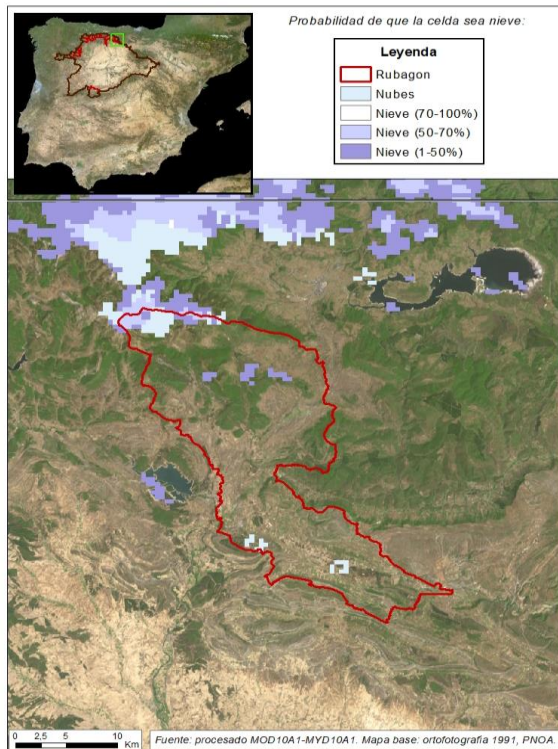 Probabilidad de que la celda sea nieve:
Leyenda
Rubagon
Nubes
Nieve (70-100%)
Nieve (50-70%)
Nieve (1-50%)
0 2,5 5 10
Km
Fuente: procesado MOD10A1-MYD10A1. Mapa base: ortofotografía 1991, PNOA.